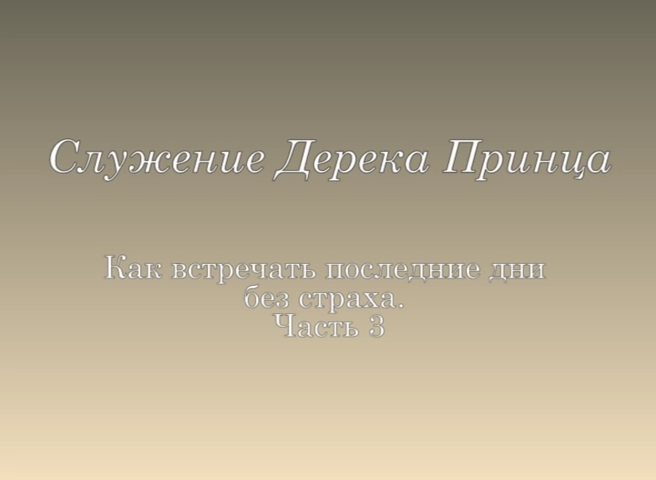 Служение Дерека Принца
Как встречать последние дни
без страха.
Часть 3